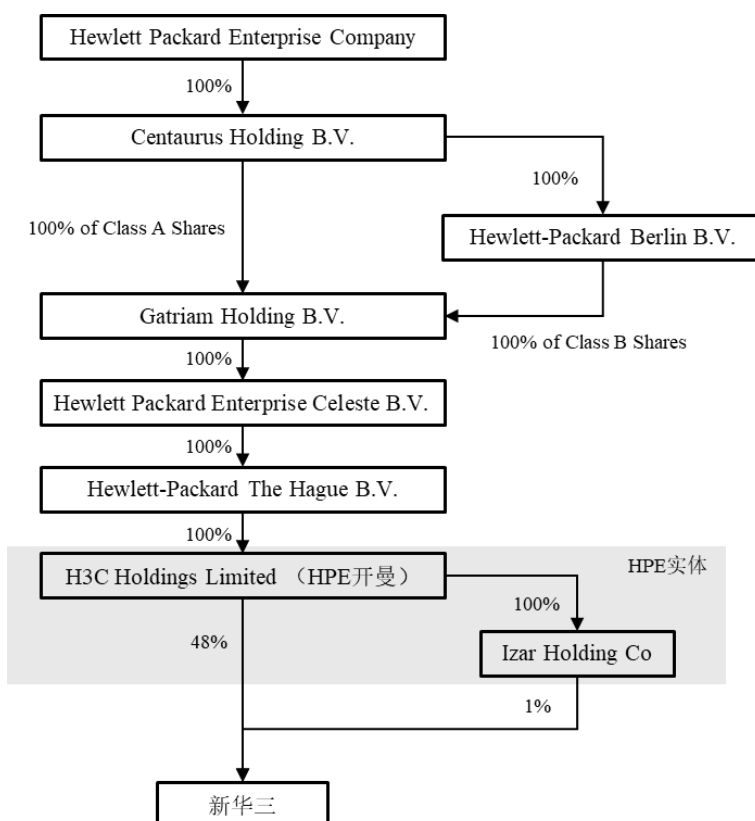 Hewlett Packard Enterprise Company
100%
Centaurus Holding B.V.
100%
100% of Class A Shares
Hewlett-Packard Berlin B.V.
Gatriam Holding B.V.
100% of Class B Shares
100%
Hewlett Packard Enterprise Celeste B.V.
100%
Hewlett-Packard The Hague B.V.
100%
H3C Holdings Limited （HPE开曼）
HPE实体
100%
48%
Izar Holding Co
1%
新华三